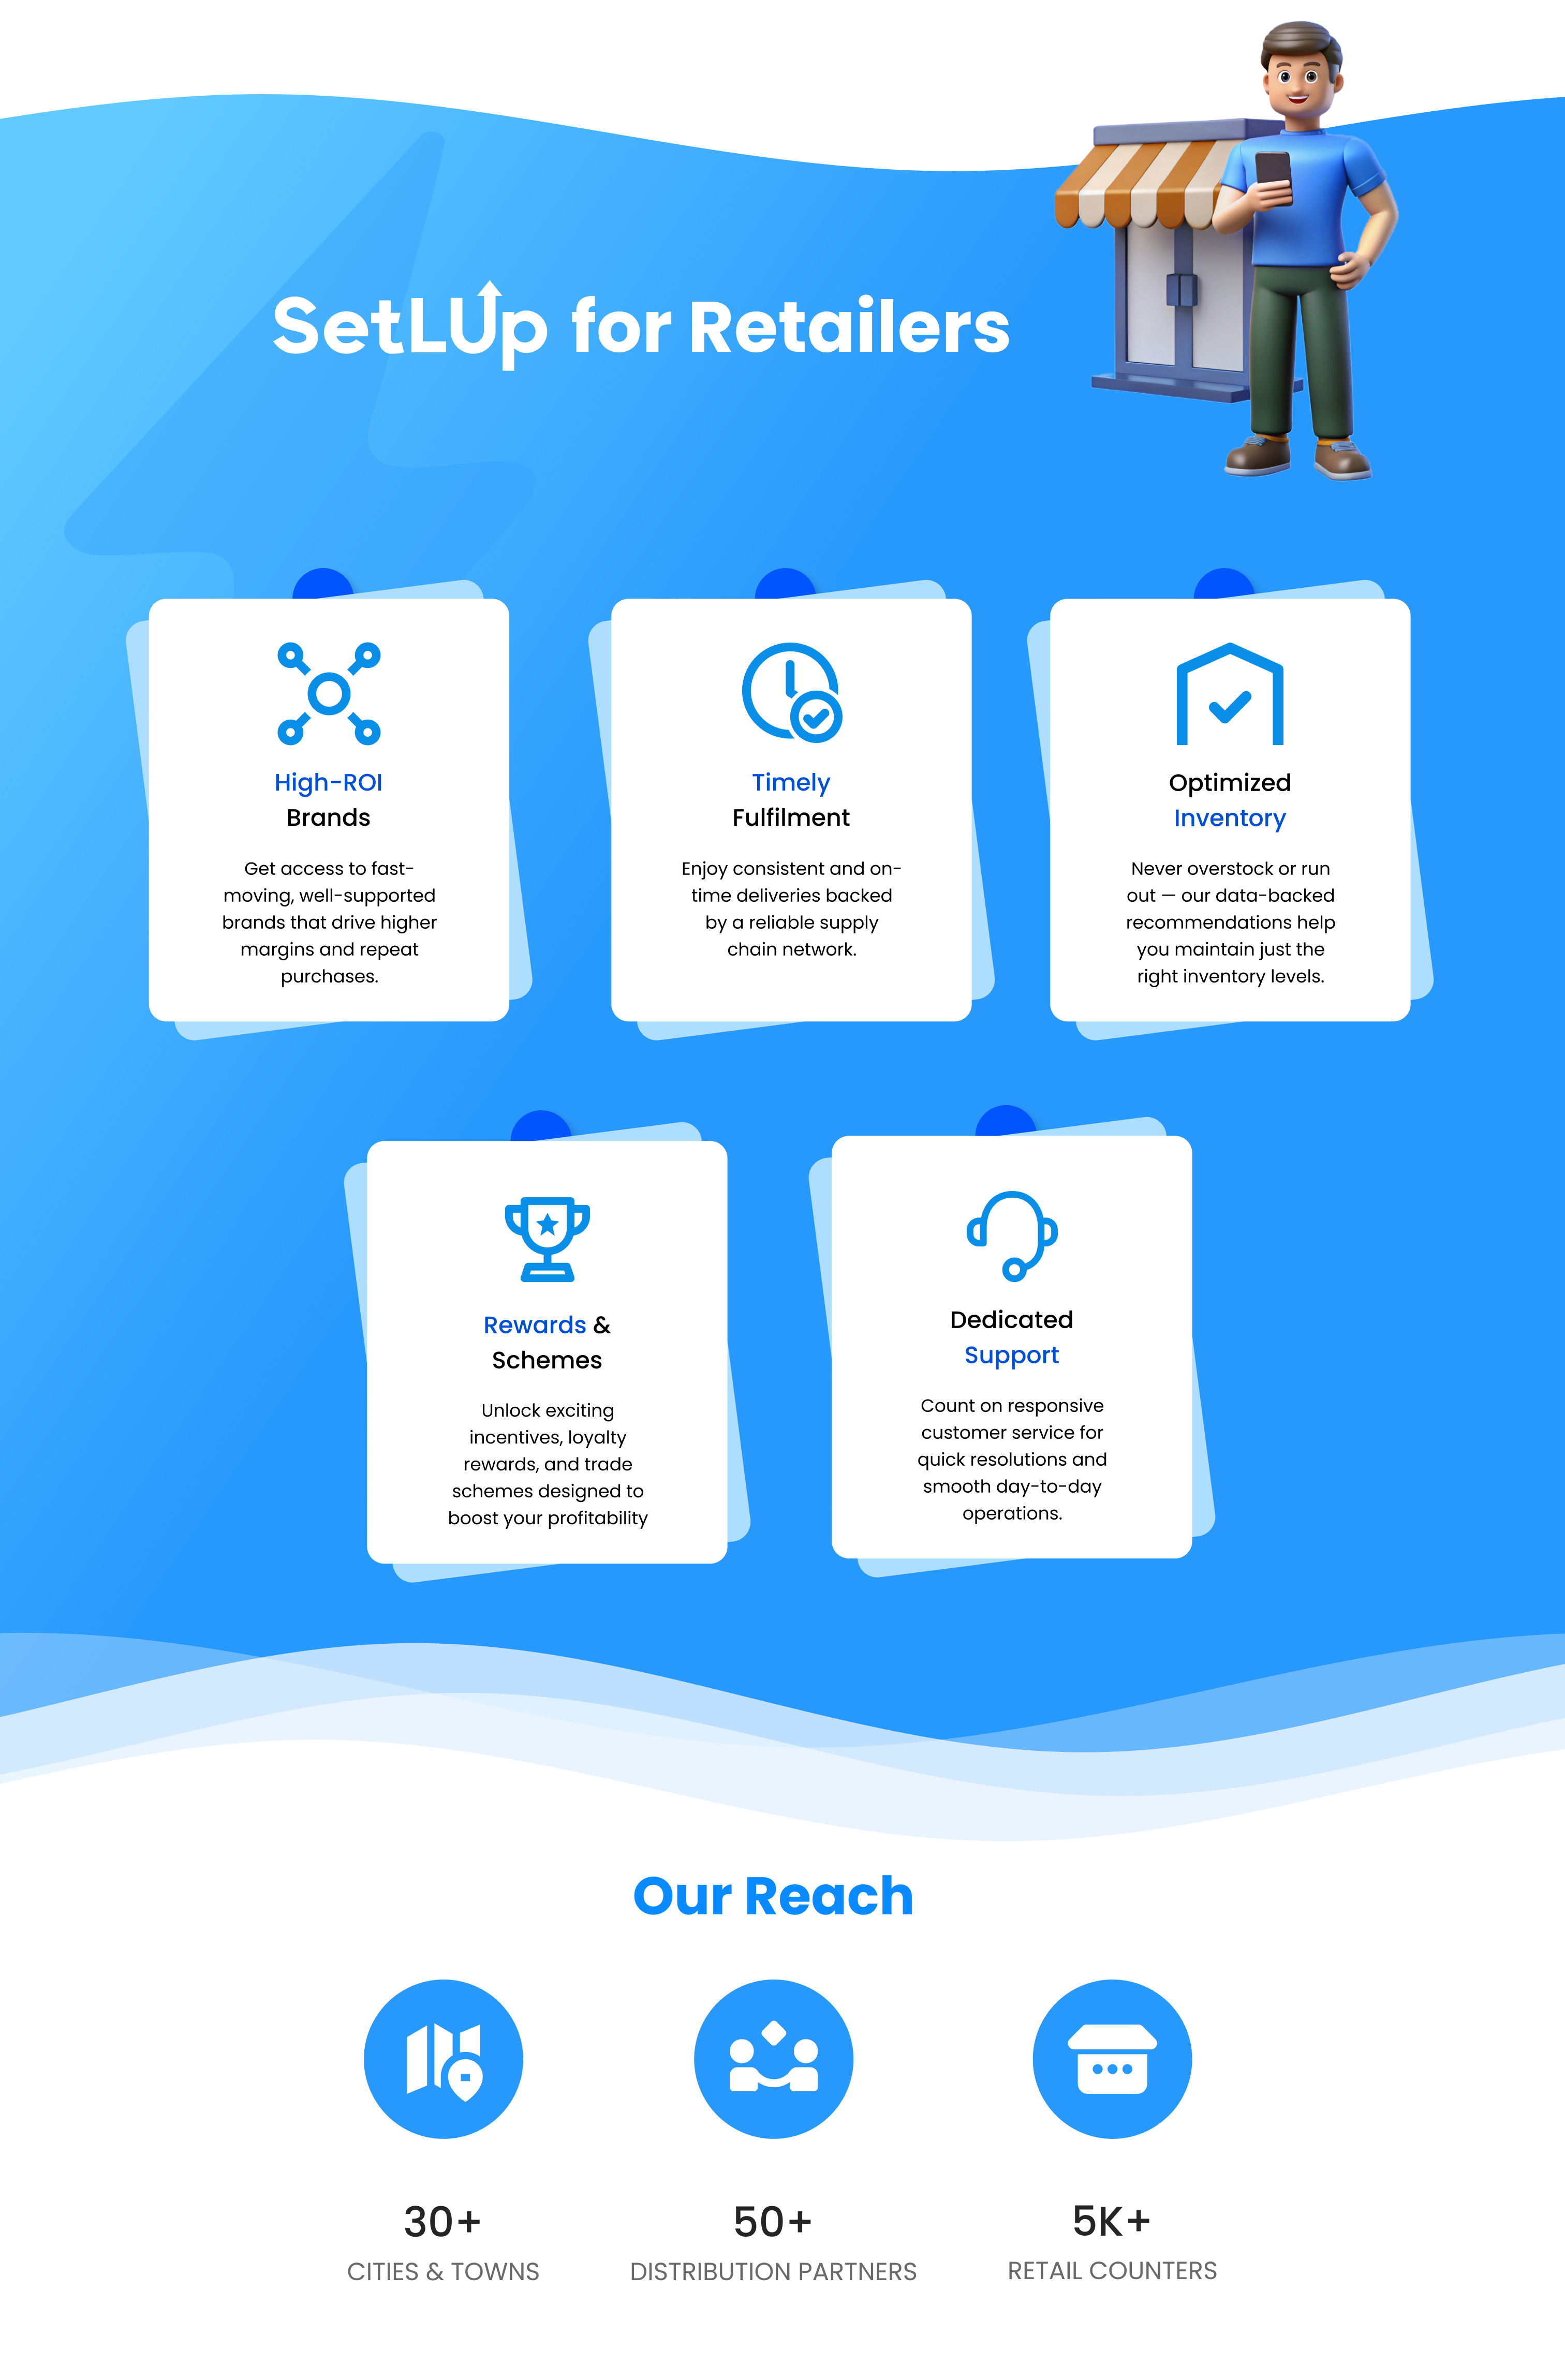 SetLUp for Retailers
High-ROI
Brands
Get access to fast-
moving, well-supported
brands that drive higher
margins and repeat
purchases.
Timely
Fulfilment
Enjoy consistent and on-
time deliveries backed
by a reliable supply
chain network.
Optimized
Inventory
Never overstock or run
out — our data-backed
recommendations help
you maintain just the
right inventory levels.
Rewards &
Schemes
Unlock exciting
incentives, loyalty
rewards, and trade
schemes designed to
boost your profitability
Dedicated
Support
Count on responsive
customer service for
quick resolutions and
smooth day-to-day
operations.
Our Reach
30+
CITIES & TOWNS
50+
DISTRIBUTION PARTNERS
5K+
RETAIL COUNTERS